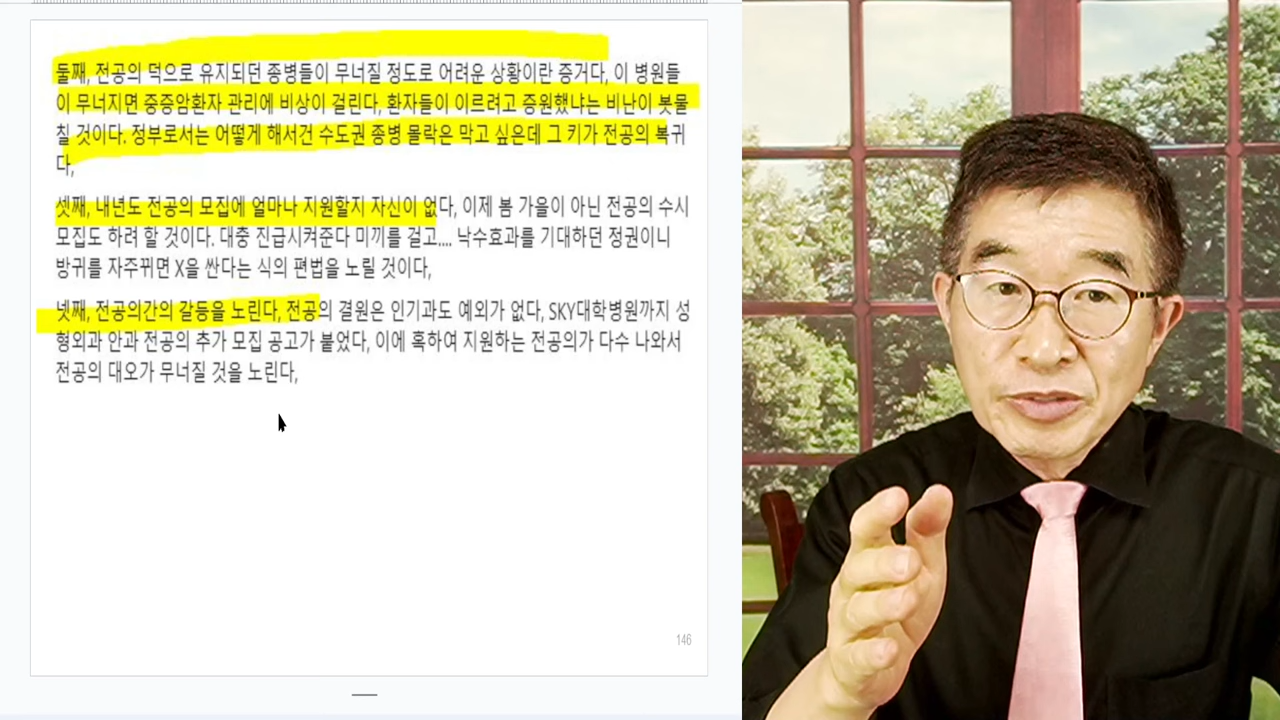 둘째, 전공의 덕으로 유지되던 종병들이 무너질 정도로 어려운 상황이란 증거다, 이 병원들
이 무너지면 중증암환자 관리에 비상이 걸린다, 환자들이 이르려고 증원했냐는 비난이 봇물
칠 것이다. 정부로서는 어떻게 해서건 수도권 종병 몰락은 막고 싶은데 그 키가 전공의 복귀
다,
셋째, 내년도 전공의 모집에 얼마나 지원할지 자신이 없다, 이제 봄 가을이 아닌 전공의 수시
모집도 하려 할 것이다. 대충 진급시켜준다 미끼를 걸고.... 낙수효과를 기대하던 정권이니
방귀를 자주뀌면 X을 싼다는 식의 편법을 노릴 것이다,
넷째, 전공의간의 갈등을 노린다, 전공의 결원은 인기과도 예외가 없다, SKY대학병원까지 성
형외과 안과 전공의 추가 모집 공고가 붙었다, 이에 혹하여 지원하는 전공의가 다수 나와서
전공의 대오가 무너질 것을 노린다,
146